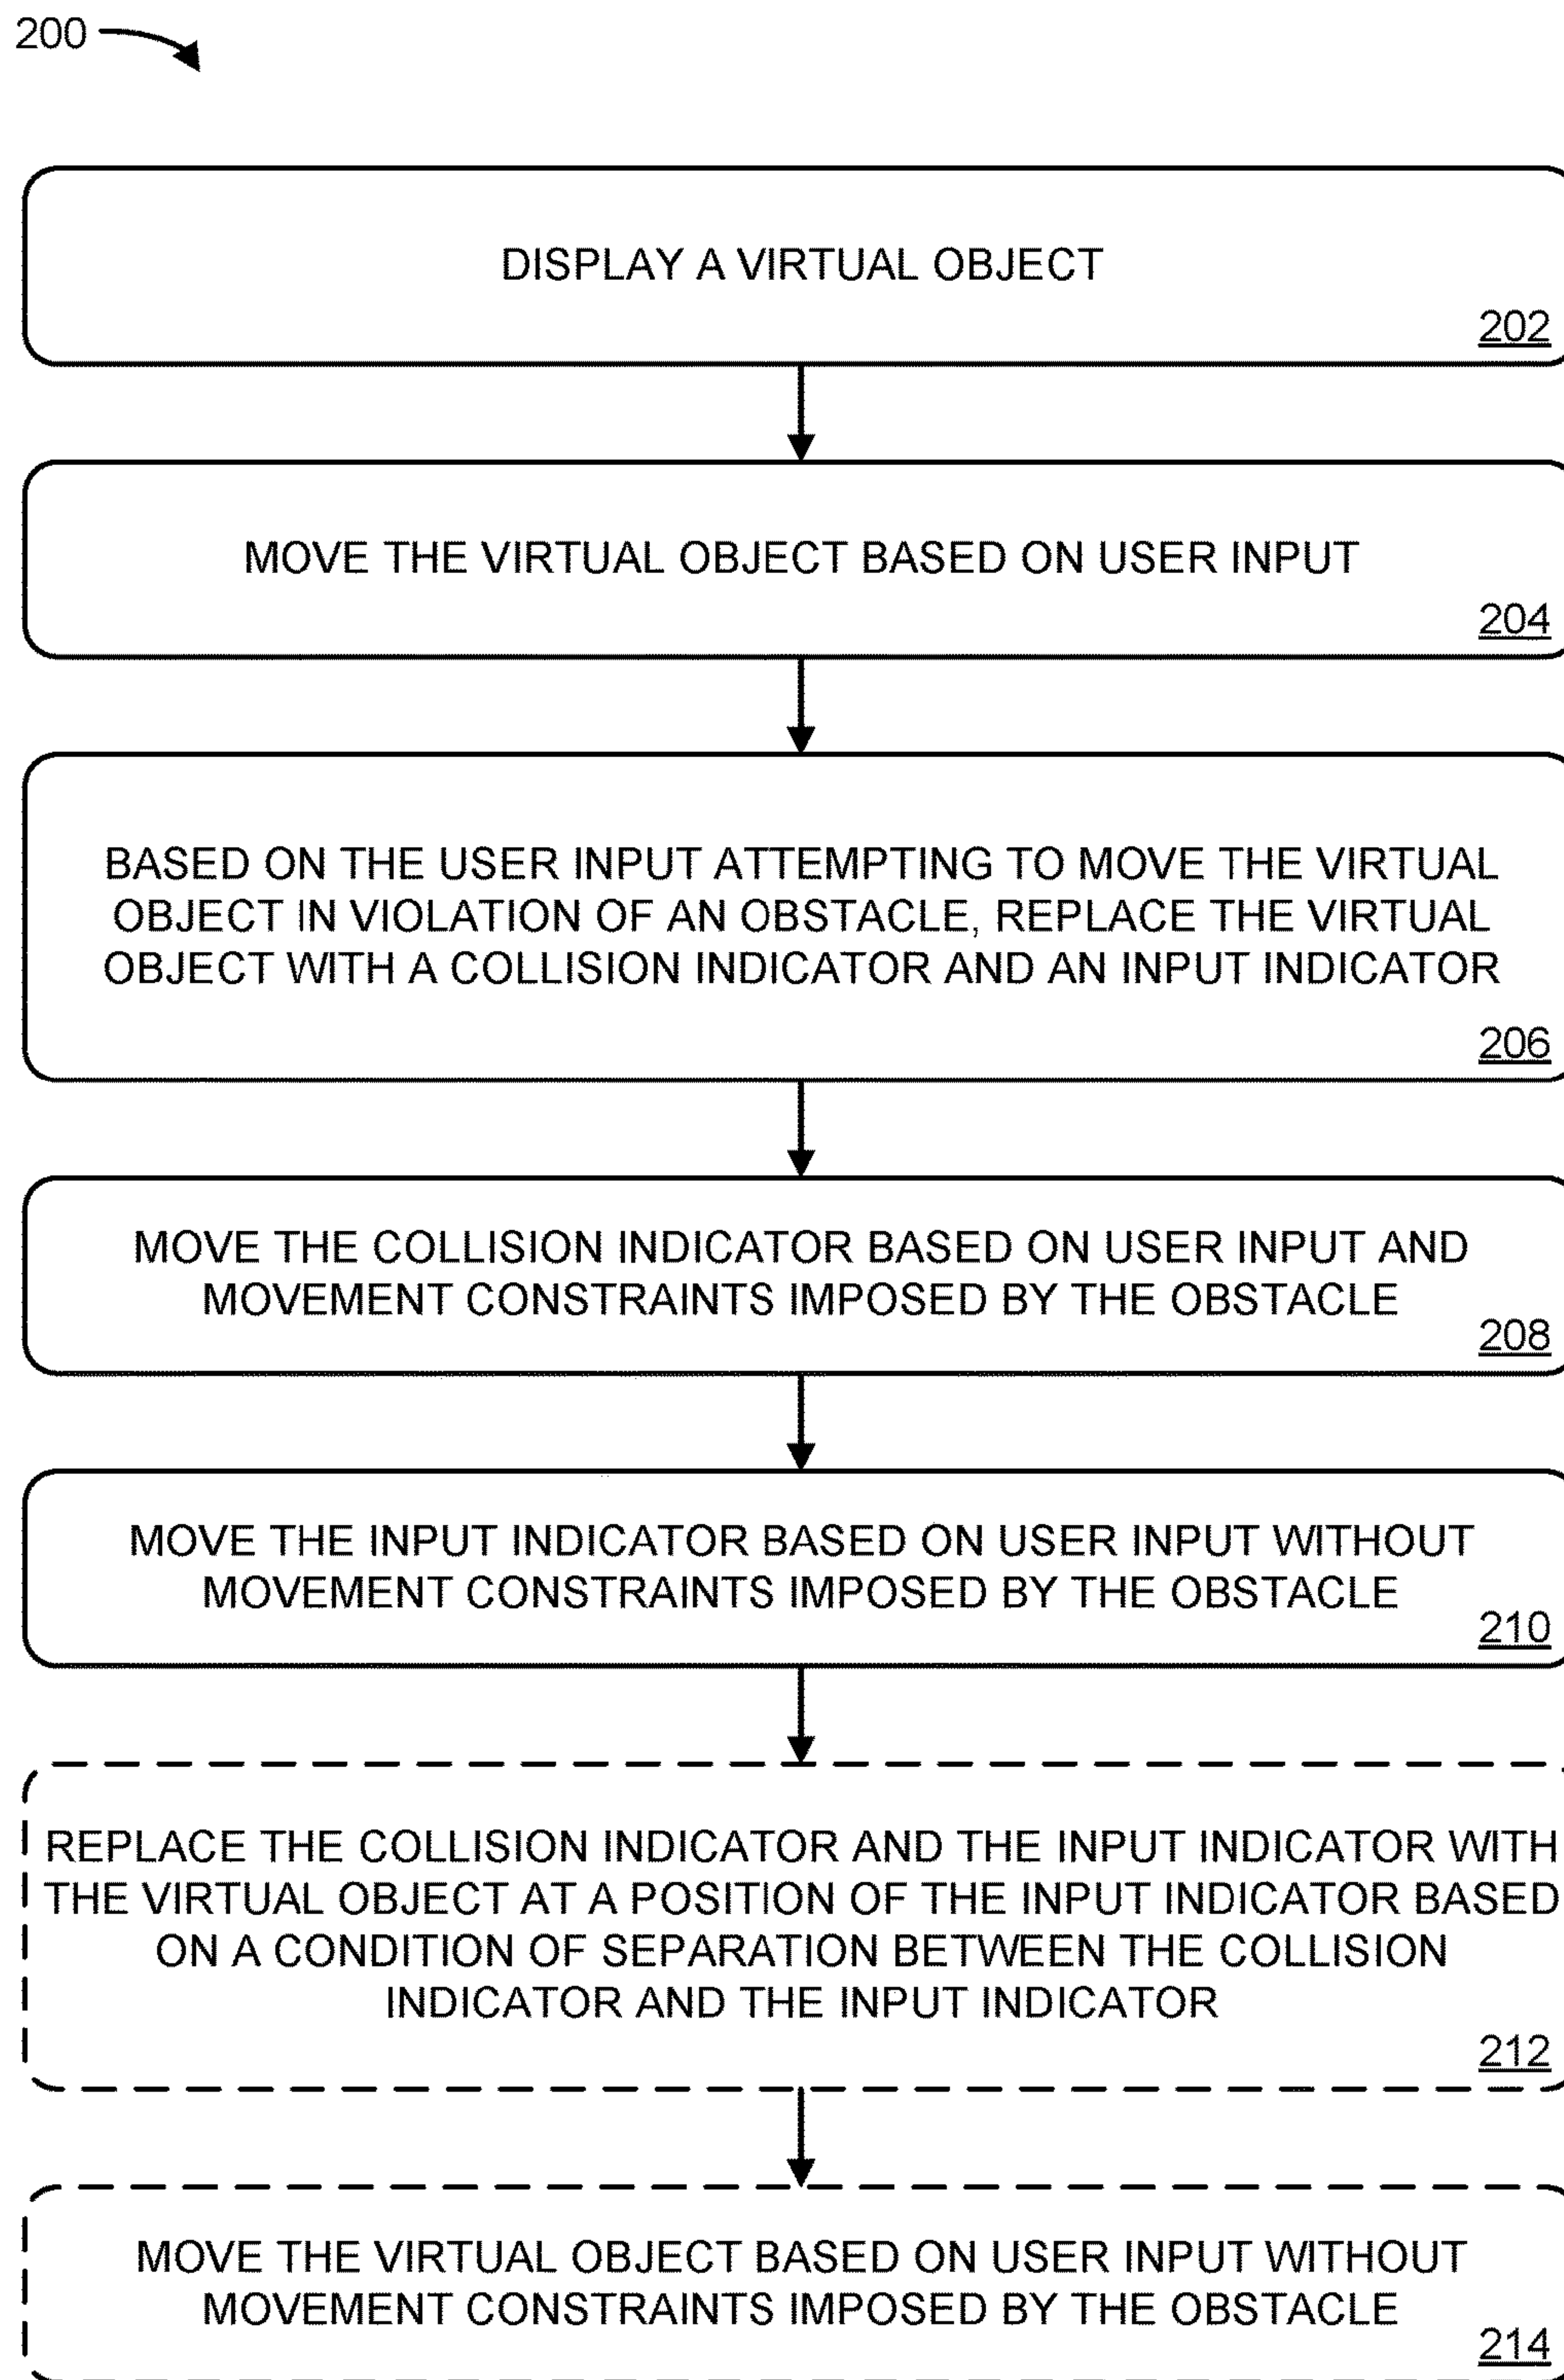 200
DISPLAY A VIRTUAL OBJECT
202
MOVE THE VIRTUAL OBJECT BASED ON USER INPUT
204
BASED ON THE USER INPUT ATTEMPTING TO MOVE THE VIRTUAL
OBJECT IN VIOLATION OF AN OBSTACLE, REPLACE THE VIRTUAL
OBJECT WITH A COLLISION INDICATOR AND AN INPUT INDICATOR
206
MOVE THE COLLISION INDICATOR BASED ON USER INPUT AND
MOVEMENT CONSTRAINTS IMPOSED BY THE OBSTACLE
208
MOVE THE INPUT INDICATOR BASED ON USER INPUT WITHOUT
MOVEMENT CONSTRAINTS IMPOSED BY THE OBSTACLE
210
REPLACE THE COLLISION INDICATOR AND THE INPUT INDICATOR WITH
THE VIRTUAL OBJECT AT A POSITION OF THE INPUT INDICATOR BASED
ON A CONDITION OF SEPARATION BETWEEN THE COLLISION
INDICATOR AND THE INPUT INDICATOR
212
MOVE THE VIRTUAL OBJECT BASED ON USER INPUT WITHOUT
MOVEMENT CONSTRAINTS IMPOSED BY THE OBSTACLE
214